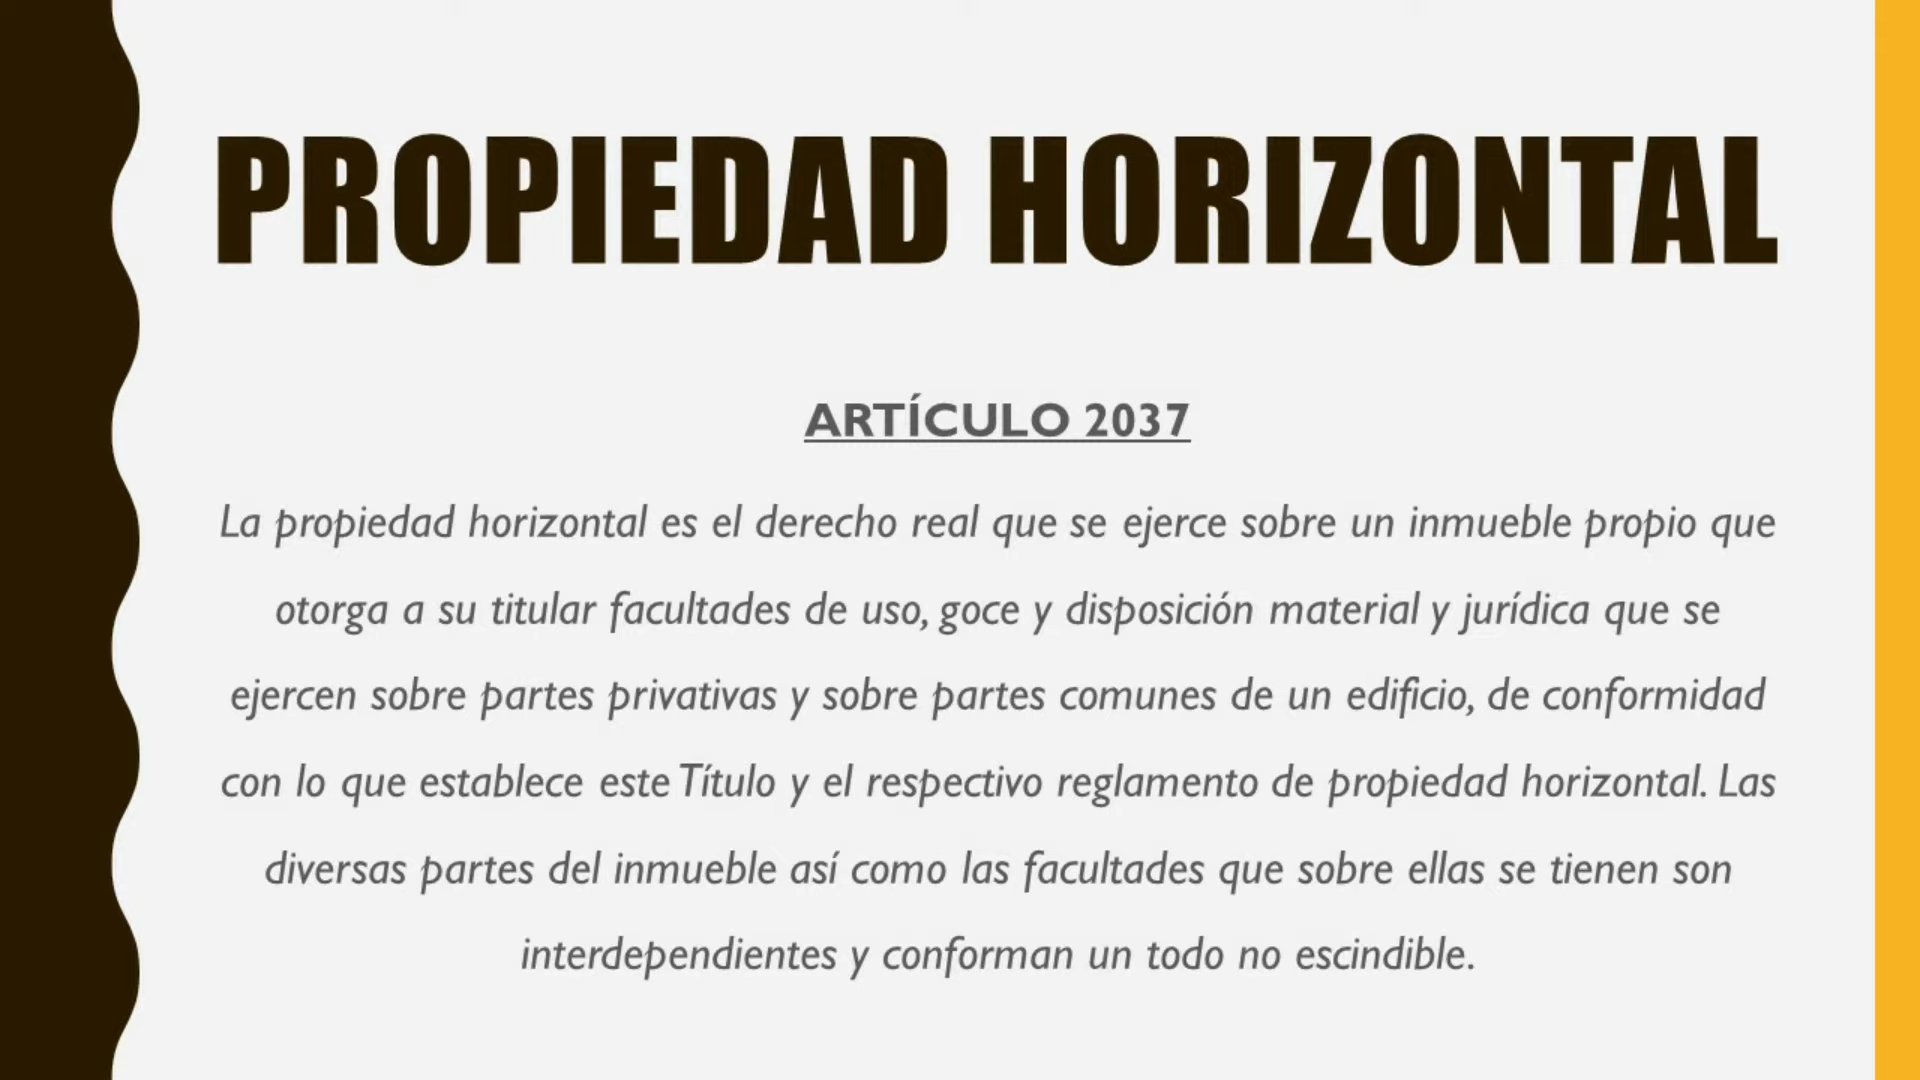 PROPIEDAD HORIZONTAL
ARTÍCULO 2037
La propiedad horizontal es el derecho real que se ejerce sobre un inmueble propio que
otorga a su titular facultades de uso, goce y disposición material y jurídica que se
ejercen sobre partes privativas y sobre partes comunes de un edificio, de conformidad
con lo que establece este Título y el respectivo reglamento de propiedad horizontal. Las
diversas partes del inmueble así como las facultades que sobre ellas se tienen son
interdependientes y conforman un todo no escindible.